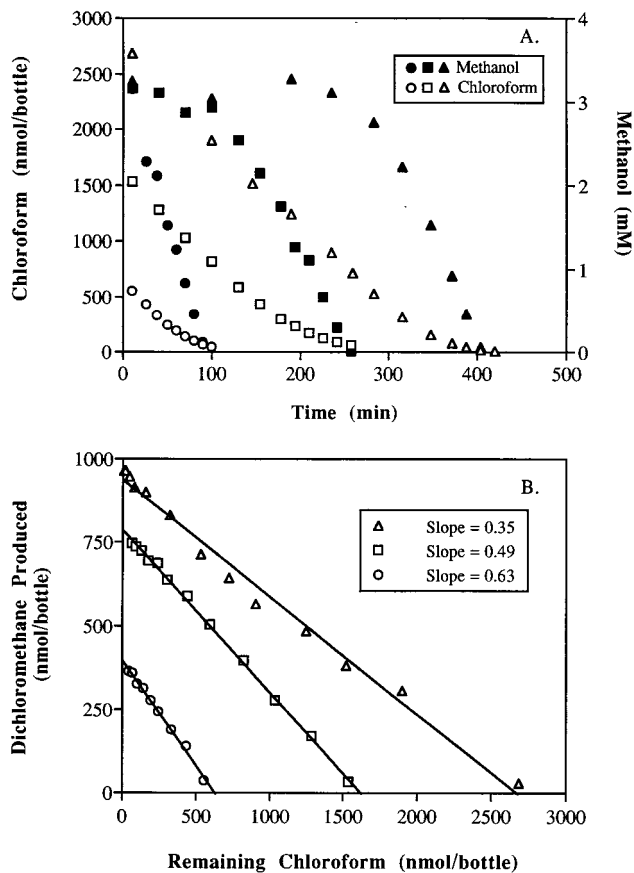 A.
Methanol
Chloroform
3000
2500
2000
1500
1000
500
0
4
3
2
1
0
0 100 200 300 400 500
Chloroform (nmol/bottle)
Methanol (mM)
Time (min)
B.
Slope = 0.35
Slope = 0.49
Slope = 0.63
1000
750
500
250
0
0 500 1000 1500 2000 2500 3000
Dichloromethane Produced
(nmol/bottle)
Remaining Chloroform (nmol/bottle)